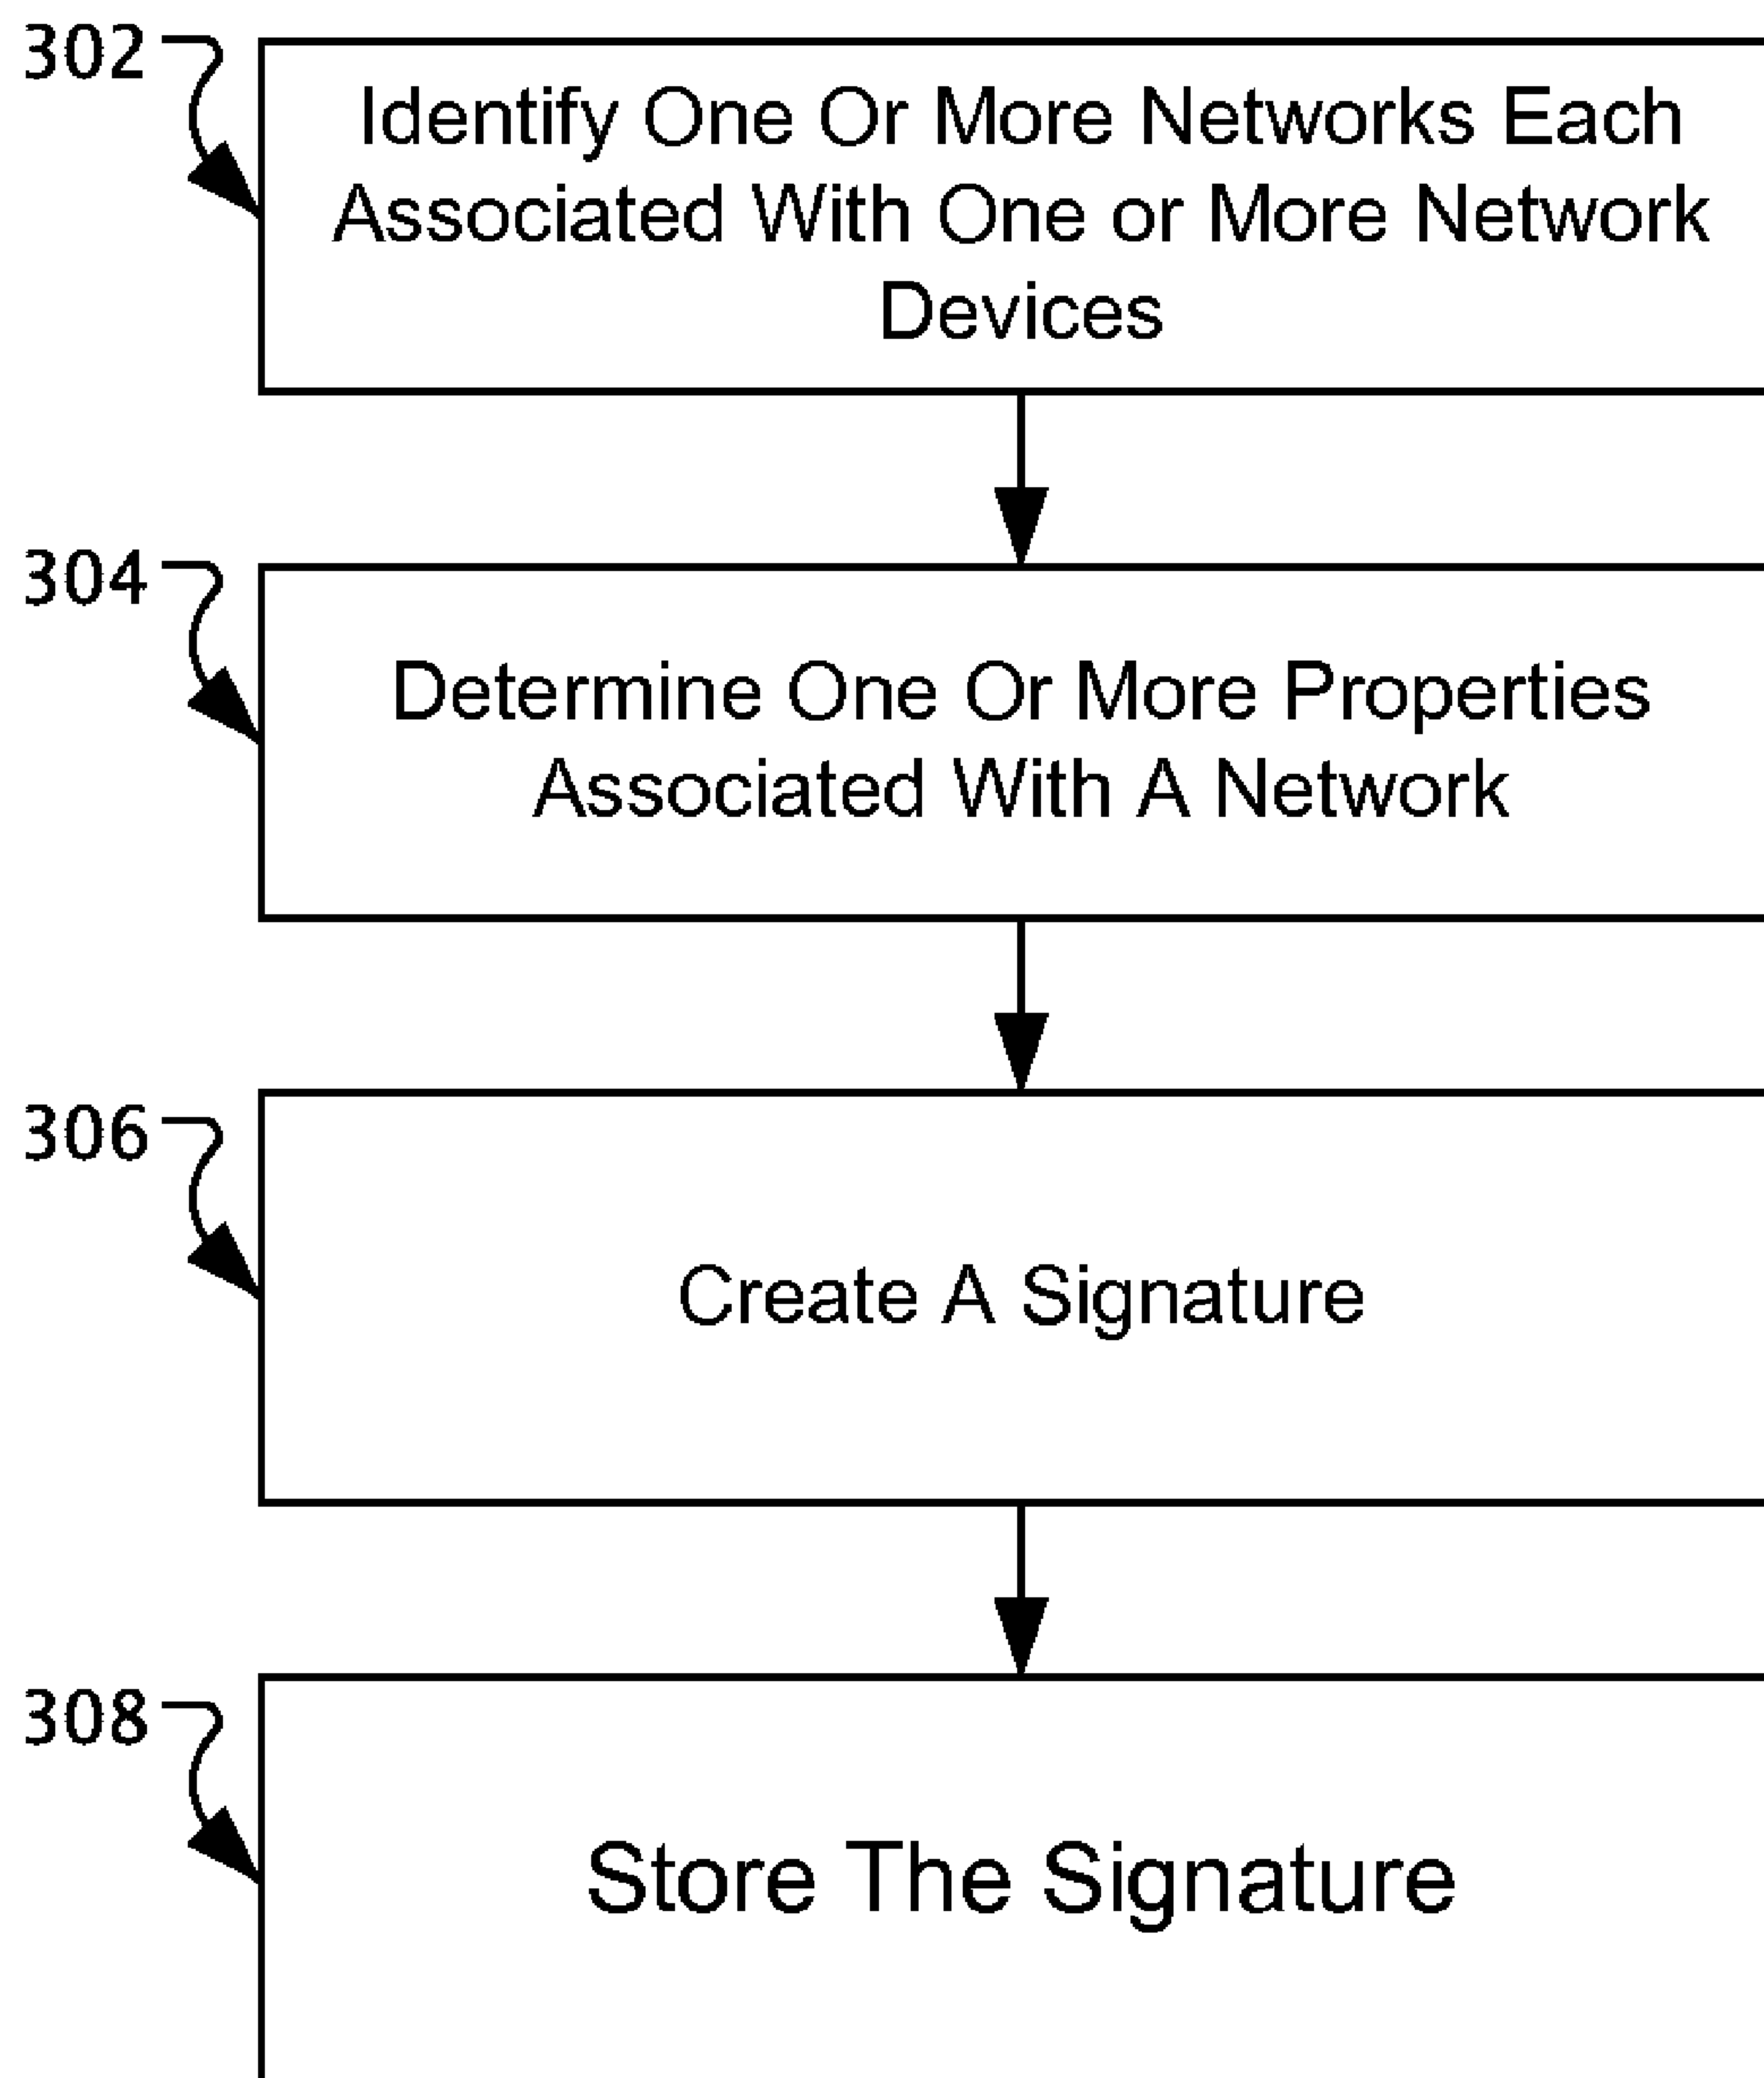 302
Identify One Or More Networks Each
Associated With One or More Network
Devices
304
Determine One Or More Properties
Associated With A Network
306
Create A Signature
308
Store The Signature